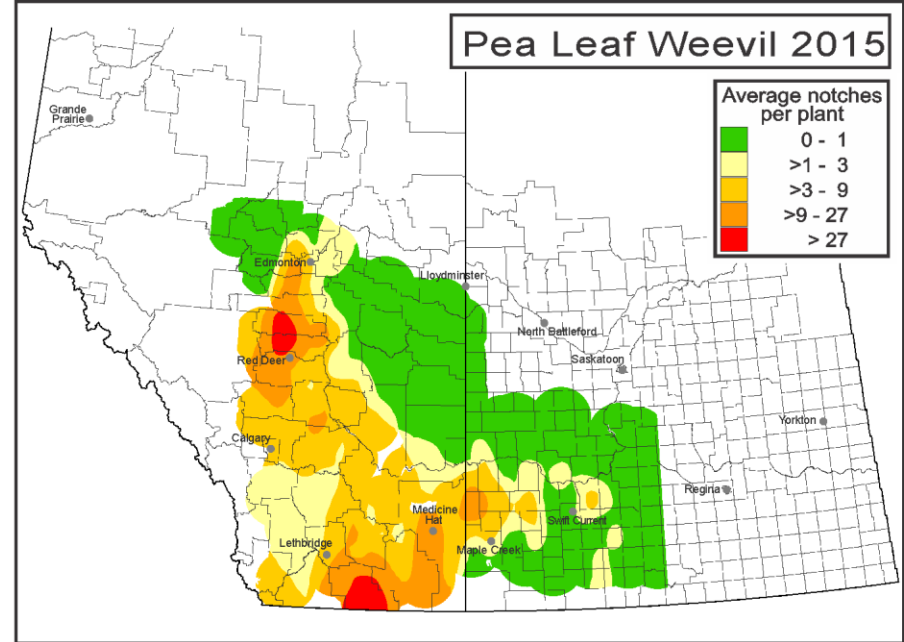 Pea Leaf Weevil 2015
Average notches
per plant
0 - 1
>1 - 3
>3 - 9
>9 - 27
> 27
Grande
Prairie
Edmonton
Lloydminster
North Battleford
Saskatoon
Red Deer
Yorkton
Calgary
Regina
Medicine
Hat
Swift Current
Lethbridge
Maple Creek